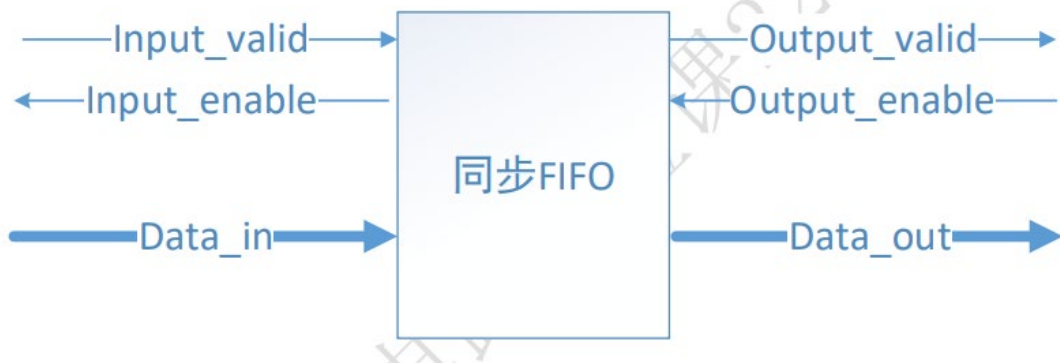 Input_valid
Output_valid
Input_enable
Output_enable
同步FIFO
Data_in
Data_out